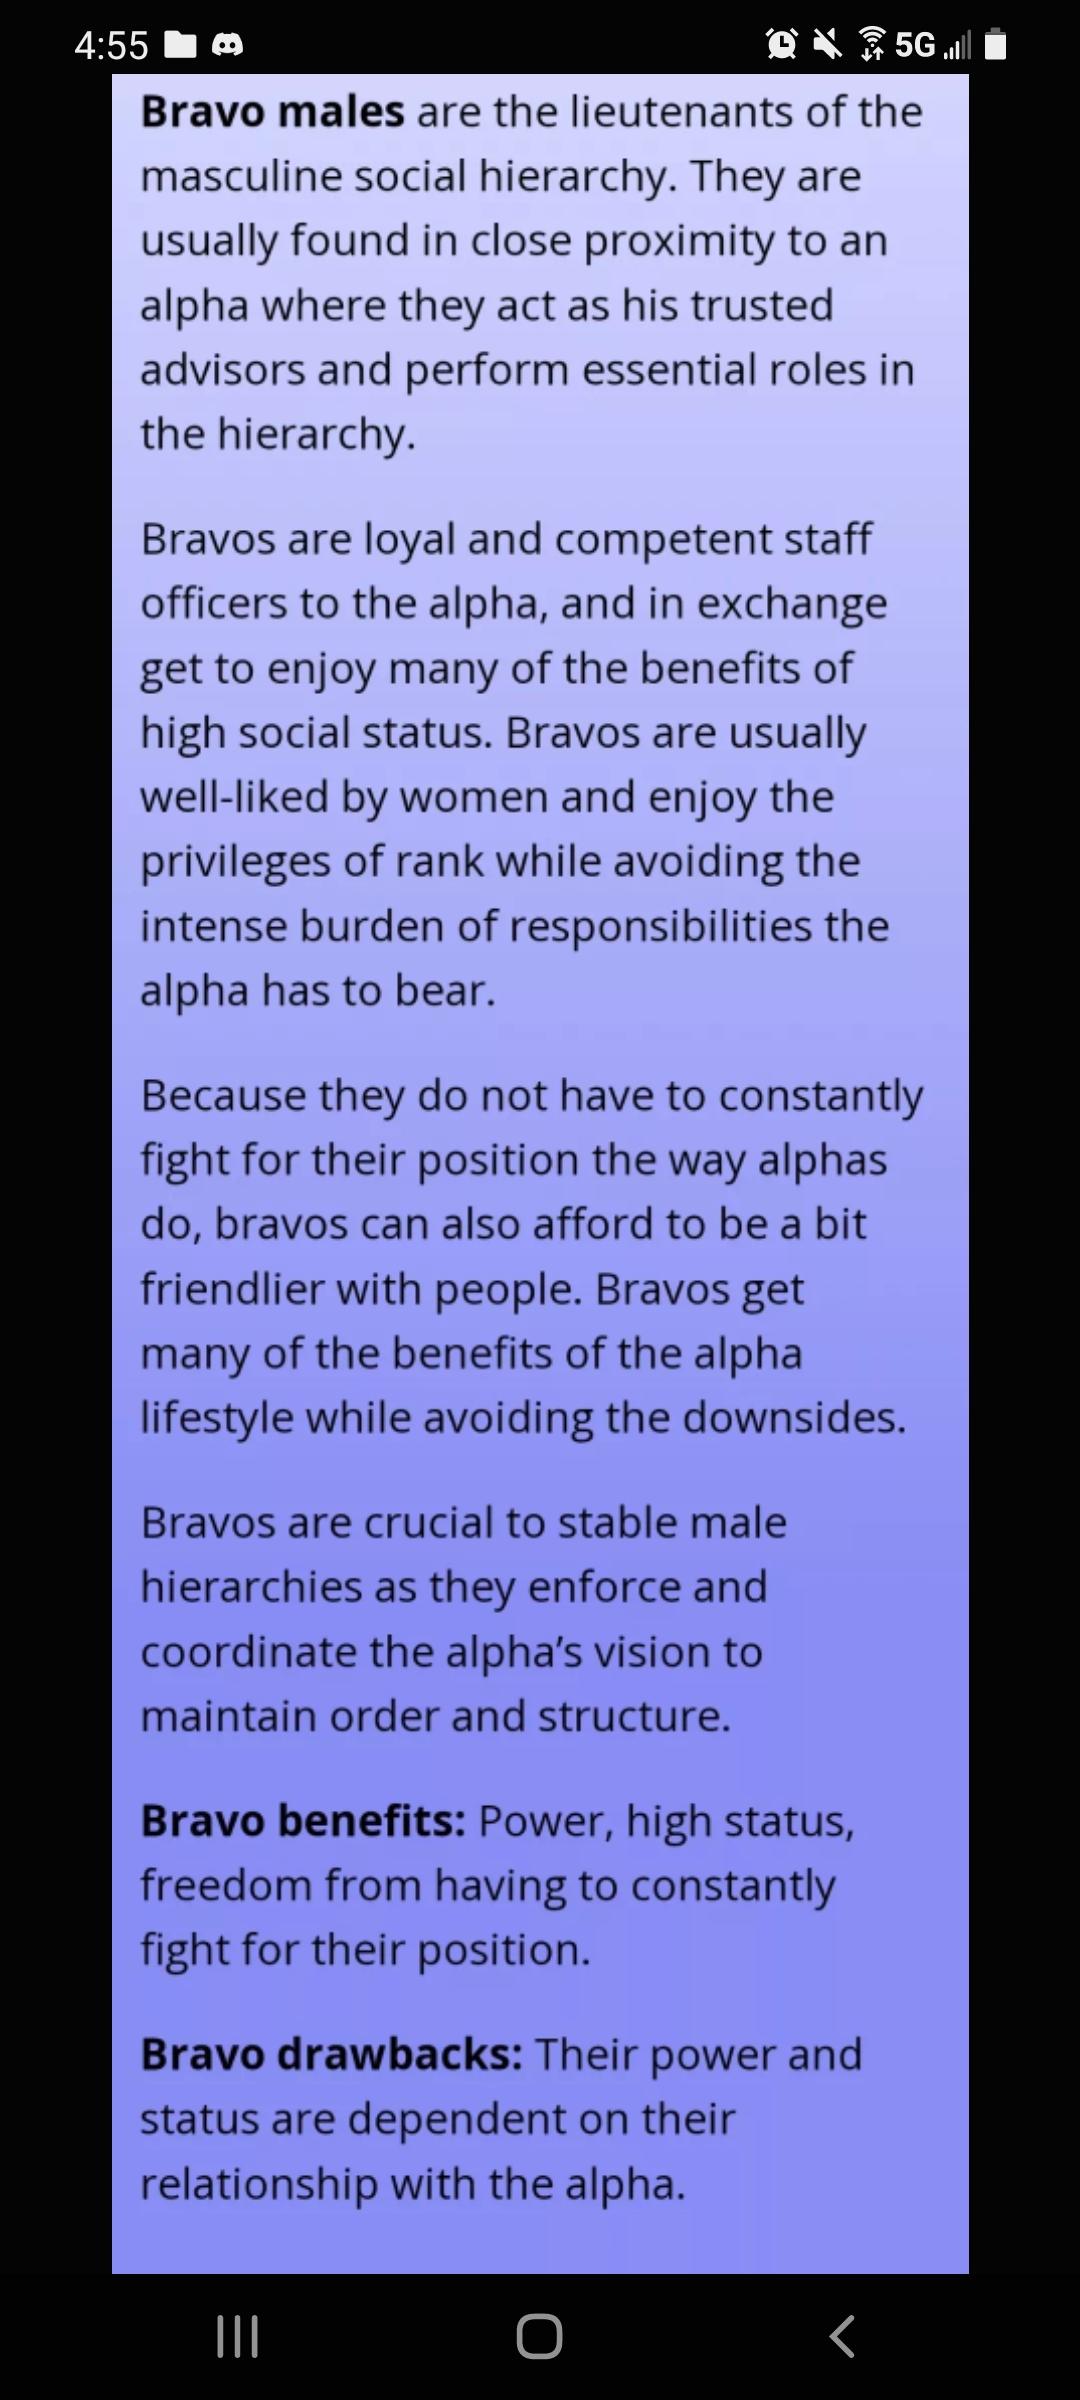 4:55 5G
Bravo males are the lieutenants of the
masculine social hierarchy. They are
usually found in close proximity to an
alpha where they act as his trusted
advisors and perform essential roles in
the hierarchy.
Bravos are loyal and competent staff
officers to the alpha, and in exchange
get to enjoy many of the benefits of
high social status. Bravos are usually
well-liked by women and enjoy the
privileges of rank while avoiding the
intense burden of responsibilities the
alpha has to bear.
Because they do not have to constantly
fight for their position the way alphas
do, bravos can also afford to be a bit
friendlier with people. Bravos get
many of the benefits of the alpha
lifestyle while avoiding the downsides.
Bravos are crucial to stable male
hierarchies as they enforce and
coordinate the alpha’s vision to
maintain order and structure.
Bravo benefits: Power, high status,
freedom from having to constantly
fight for their position.
Bravo drawbacks: Their power and
status are dependent on their
relationship with the alpha.